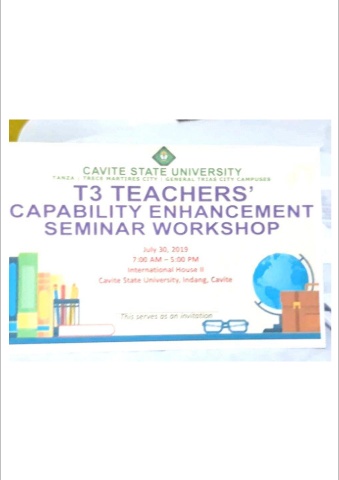 CAVITE STATE UNIVERSITY
TANZA - TRECE MARTIRES CITY - GENERAL TRIAS CITY CAMPUSES
T3 TEACHERS'
CAPABILITY ENHANCEMENT
SEMINAR WORKSHOP
July 30, 2019
7:00 AM – 5:00 PM
International House II
Cavite State University, Indang, Cavite
This serves as an invitation